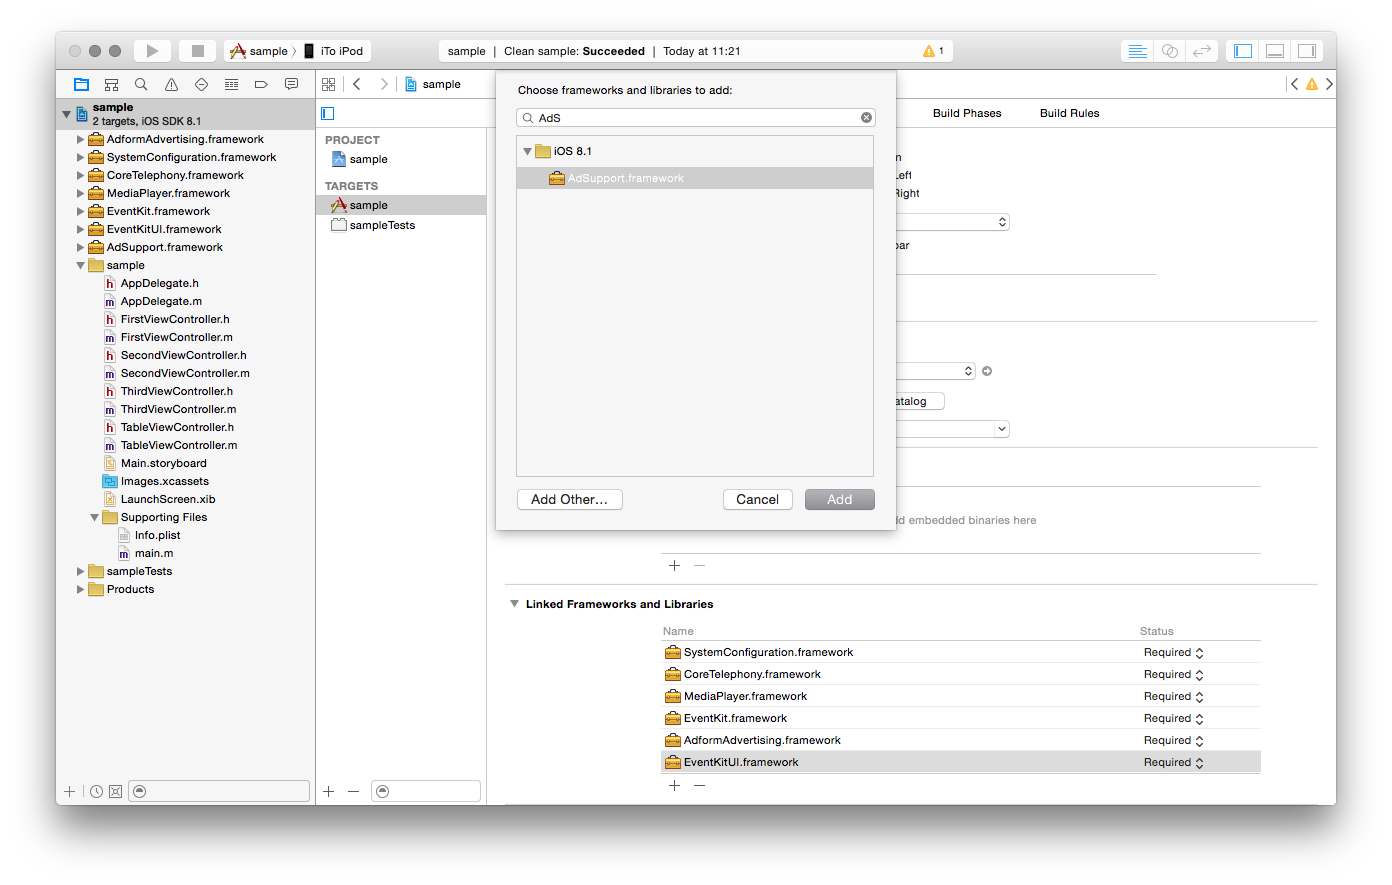 sample 〉 iTo iPod
sample | Clean sample: Succeeded | Today at 11:21
1
sample
2 targets, iOS SDK 8.1
AdformAdvertising.framework
SystemConfiguration.framework
CoreTelephony.framework
MediaPlayer.framework
EventKit.framework
EventKitUI.framework
AdSupport.framework
sample
AppDelegate.h
AppDelegate.m
FirstViewController.h
FirstViewController.m
SecondViewController.h
SecondViewController.m
ThirdViewController.h
ThirdViewController.m
TableViewController.h
TableViewController.m
Main.storyboard
Images.xcassets
LaunchScreen.xib
Supporting Files
Info.plist
main.m
sampleTests
Products
sample
PROJECT
sample
TARGETS
sample
sampleTests
Choose frameworks and libraries to add:
AdS
iOS 8.1
AdSupport.framework
Add Other...
Cancel
Add
Build Phases
Build Rules
n
Left
Right
bar
atalog
d embedded binaries here
Linked Frameworks and Libraries
Name Status
SystemConfiguration.framework Required
CoreTelephony.framework Required
MediaPlayer.framework Required
EventKit.framework Required
AdformAdvertising.framework Required
EventKitUI.framework Required